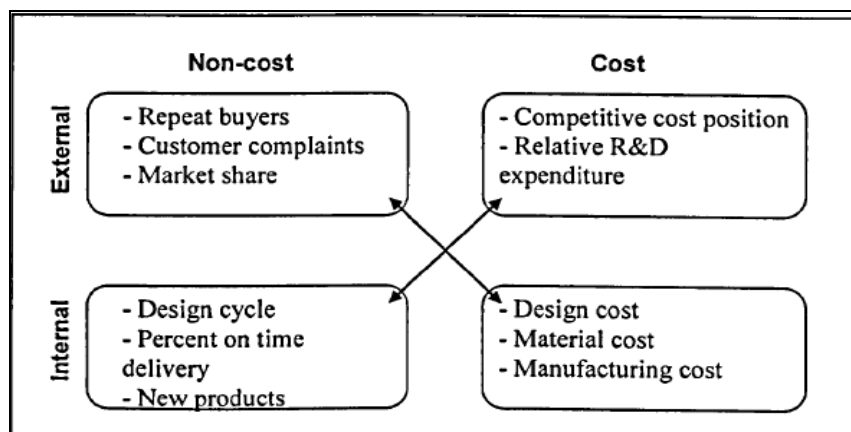 Non-cost
Cost
External
- Repeat buyers
- Customer complaints
- Market share
- Competitive cost position
- Relative R&D
expenditure
Internal
- Design cycle
- Percent on time
delivery
- New products
- Design cost
- Material cost
- Manufacturing cost